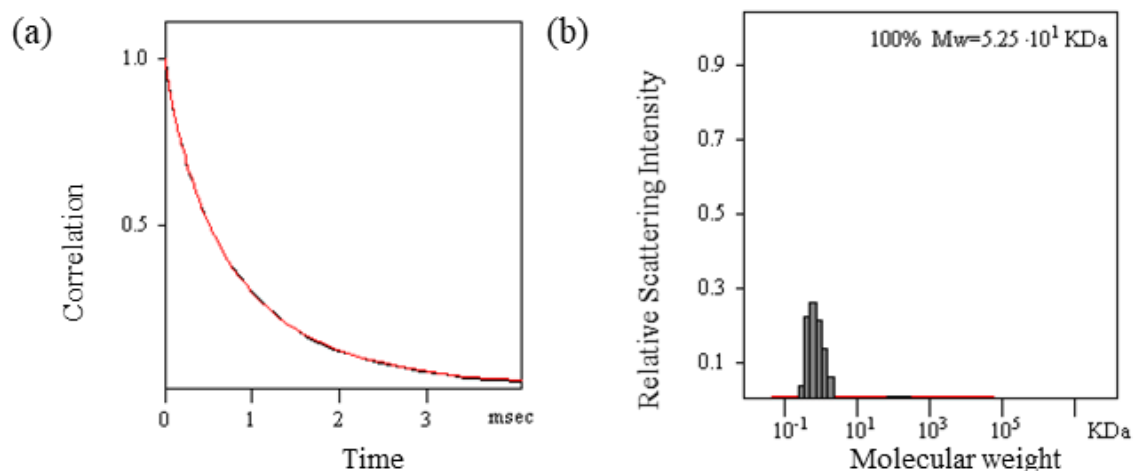 (a)
1.0
0.5
Correlation
0
1
2
3
msec
Time
(b)
100% Mw=5.25 ·10¹ KDa
0.9
0.7
0.5
0.3
0.1
Relative Scattering Intensity
10⁻¹
10¹
10³
10⁵
KDa
Molecular weight